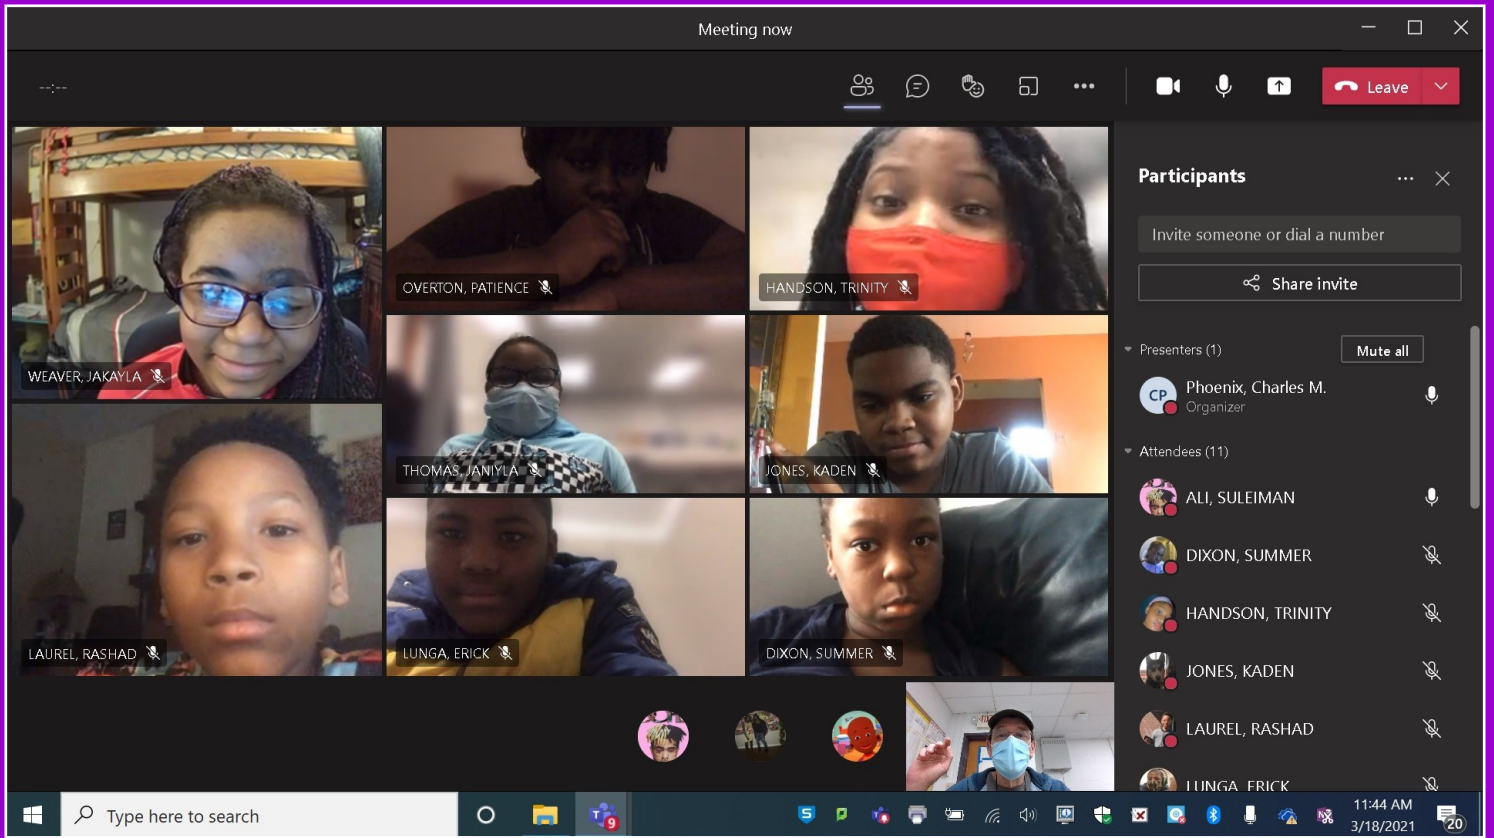 Meeting now
--:--
Leave
WEAVER, JAKAYLA
OVERTON, PATIENCE
HANDSON, TRINITY
THOMAS, JANIYLA
JONES, KADEN
LAUREL, RASHAD
LUNGA, ERICK
DIXON, SUMMER
Participants
Invite someone or dial a number
Share invite
Presenters (1)
Mute all
CP
Phoenix, Charles M.
Organizer
Attendees (11)
ALI, SULEIMAN
DIXON, SUMMER
HANDSON, TRINITY
JONES, KADEN
LAUREL, RASHAD
LUNGA, ERICK
Type here to search
T
9
S
11:44 AM
3/18/2021
20